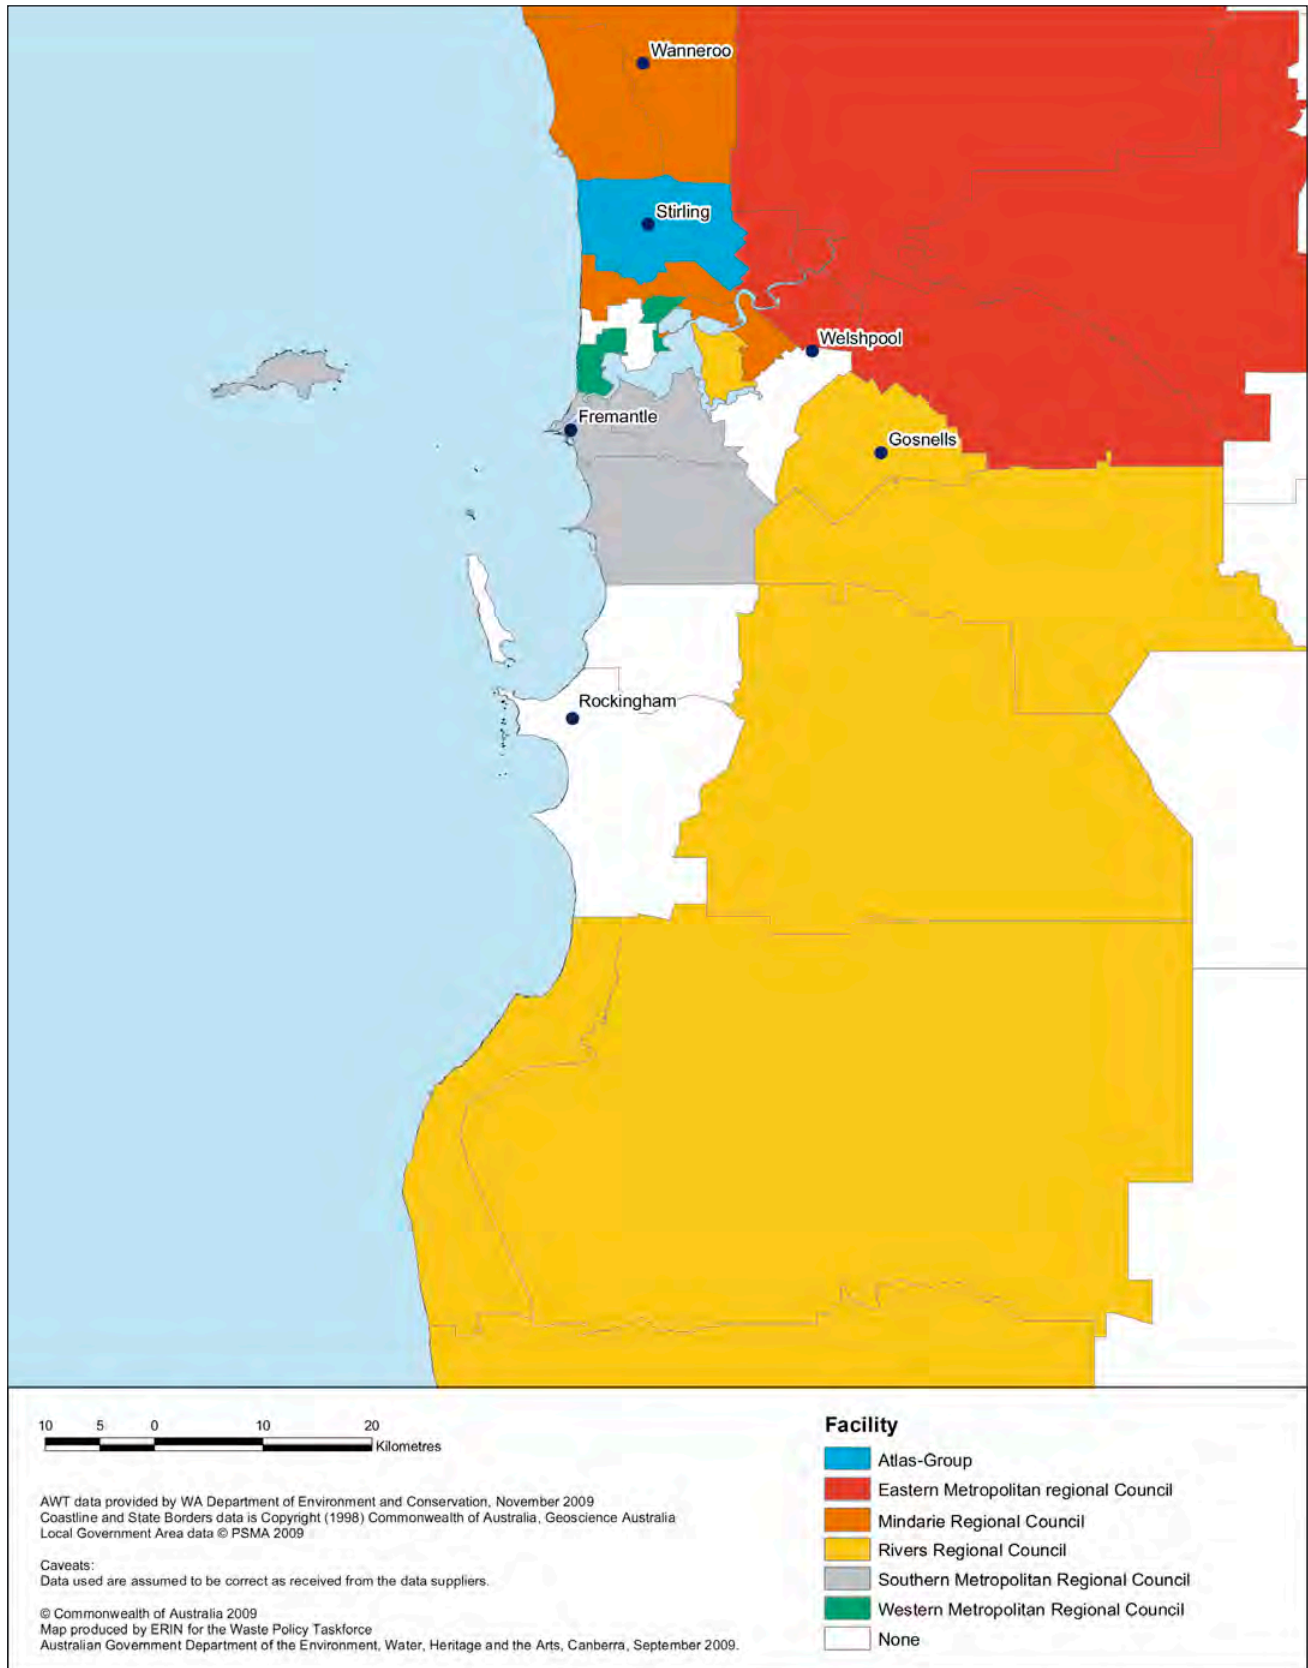 Wanneroo
Stirling
Welshpool
Fremantle
Gosnells
Rockingham
10 5 0 10 20
Kilometres
AWT data provided by WA Department of Environment and Conservation, November 2009
Coastline and State Borders data is Copyright (1998) Commonwealth of Australia, Geoscience Australia
Local Government Area data © PSMA 2009
Caveats:
Data used are assumed to be correct as received from the data suppliers.
© Commonwealth of Australia 2009
Map produced by ERIN for the Waste Policy Taskforce
Australian Government Department of the Environment, Water, Heritage and the Arts, Canberra, September 2009.
Facility
Atlas-Group
Eastern Metropolitan regional Council
Mindarie Regional Council
Rivers Regional Council
Southern Metropolitan Regional Council
Western Metropolitan Regional Council
None